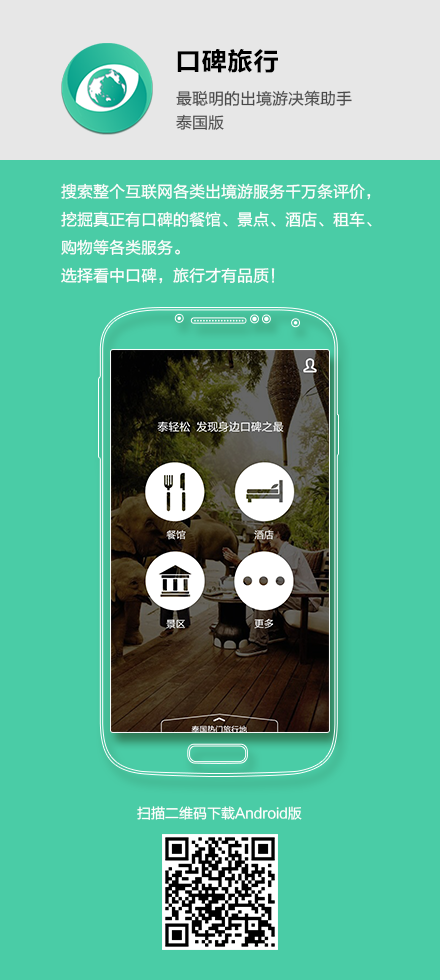 口碑旅行
最聪明的出境游决策助手
泰国版
搜索整个互联网各类出境游服务千万条评价，
挖掘真正有口碑的餐馆、景点、酒店、租车、
购物等各类服务。
选择看中口碑，旅行才有品质！
泰轻松 发现身边口碑之最
餐馆 酒店
景区 更多
泰国热门旅行地
扫描二维码下载Android版